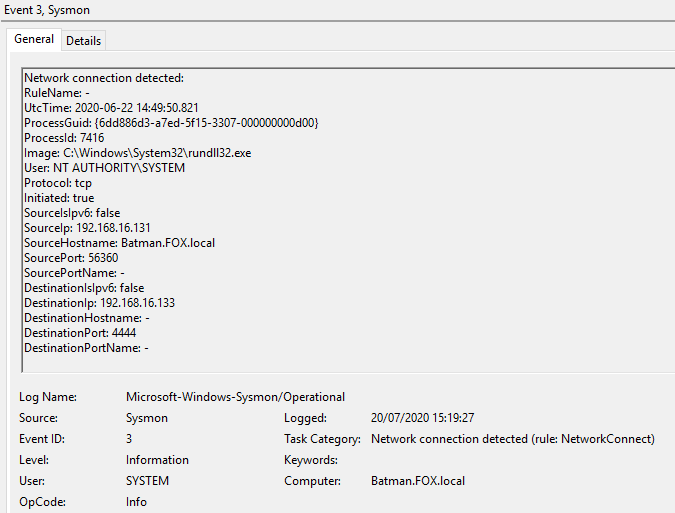 Event 3, Sysmon
General Details
Network connection detected:
RuleName: -
UtcTime: 2020-06-22 14:49:50.821
ProcessGuid: {6dd886d3-a7ed-5f15-3307-000000000d00}
ProcessId: 7416
Image: C:\Windows\System32\rundll32.exe
User: NT AUTHORITY\SYSTEM
Protocol: tcp
Initiated: true
SourceIsIpv6: false
SourceIp: 192.168.16.131
SourceHostname: Batman.FOX.local
SourcePort: 56360
SourcePortName: -
DestinationIsIpv6: false
DestinationIp: 192.168.16.133
DestinationHostname: -
DestinationPort: 4444
DestinationPortName: -
Log Name: Microsoft-Windows-Sysmon/Operational
Source: Sysmon Logged: 20/07/2020 15:19:27
Event ID: 3 Task Category: Network connection detected (rule: NetworkConnect)
Level: Information Keywords:
User: SYSTEM Computer: Batman.FOX.local
OpCode: Info